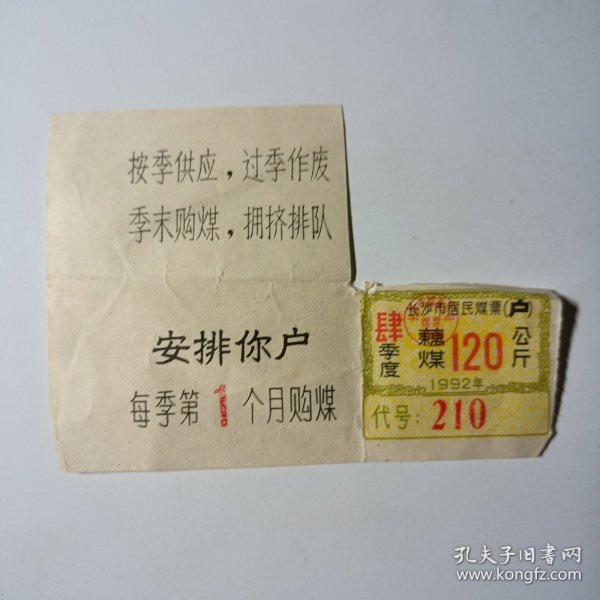 按季供应，过季作废
季末购煤，拥挤排队
安排你户
每季第1个月购煤
长沙市居民煤票(户
肆季度
藕煤
120
公斤
1992年
代号：210
孔夫子旧书网
www.kongfz.com